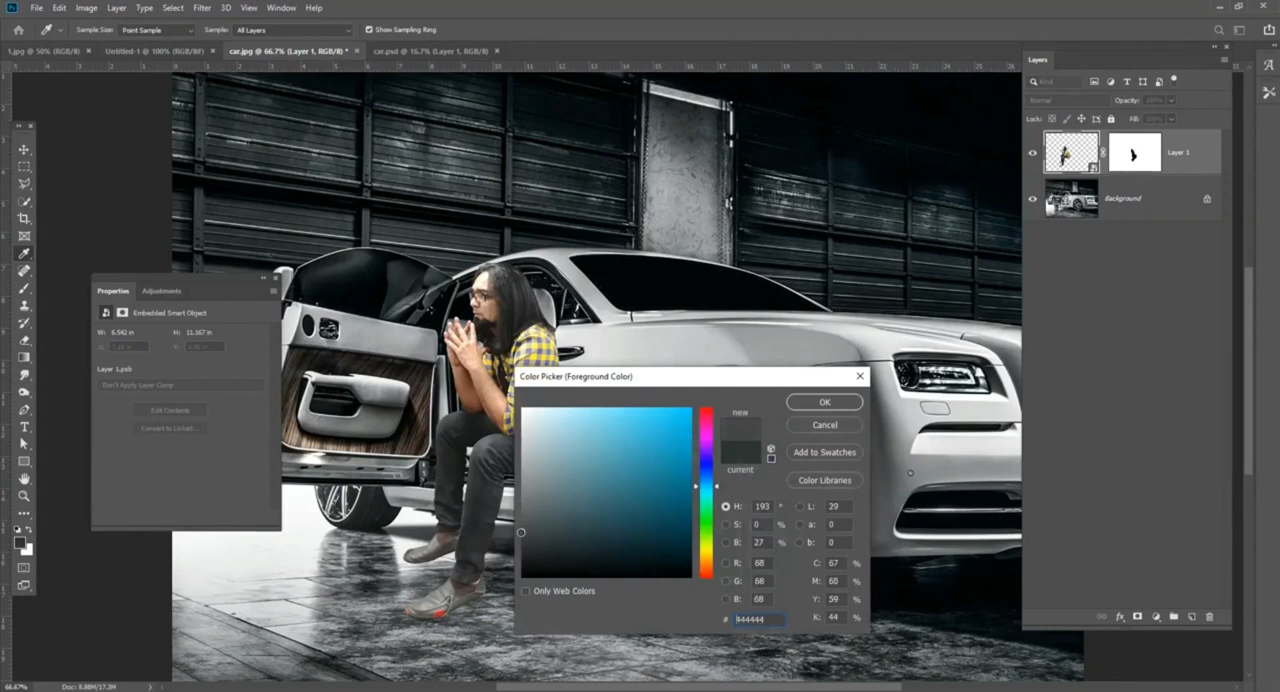 Ps File Edit Image Layer Type Select Filter 3D View Window Help
Sample Size: Point Sample Sample: All Layers Show Sampling Ring
1.jpg @ 50% (RGB/8) × Untitled-1 @ 100% (RGB/8#) × car.jpg @ 66.7% (Layer 1, RGB/8) * × car.psd @ 16.7% (Layer 1, RGB/8) ×
Layers
Kind
Normal Opacity: 100%
Lock: Fill: 100%
Layer 1
Background
Properties Adjustments
Embedded Smart Object
W: 6.542 in H: 11.167 in
Layer 1.psb
Don't Apply Layer Comp
Edit Contents
Convert to Linked...
Color Picker (Foreground Color)
new
current
OK
Cancel
Add to Swatches
Color Libraries
H: 193 ° L: 29
S: 0 % a: 0
B: 27 % b: 0
R: 68 C: 67 %
G: 68 M: 60 %
B: 68 Y: 59 %
# 444444 K: 44 %
Only Web Colors
66.67% Doc: 8.88M/17.3M